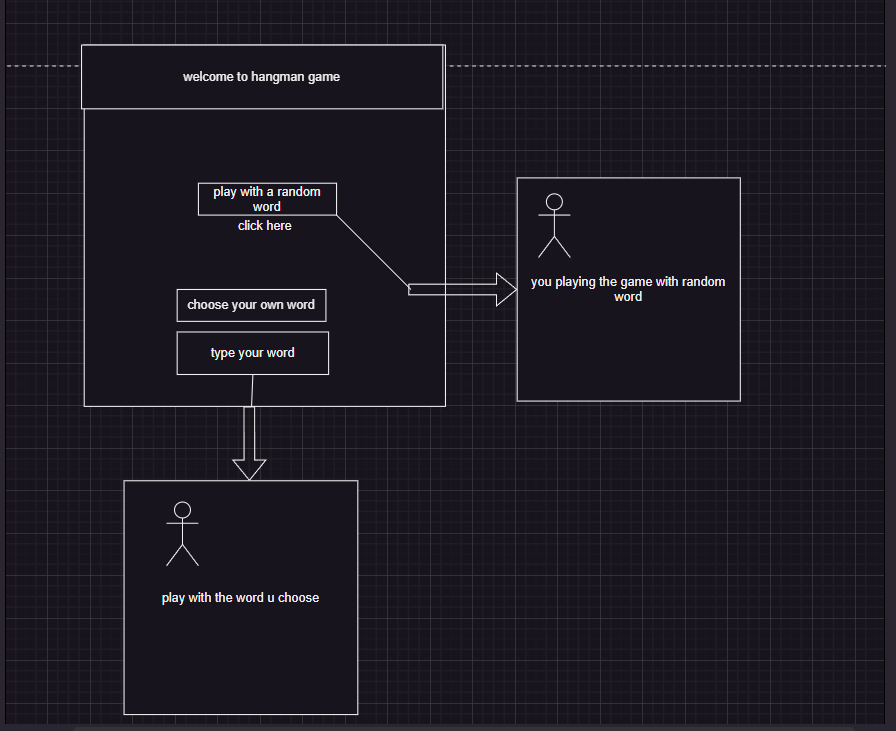 welcome to hangman game
play with a random
word
click here
choose your own word
type your word
you playing the game with random
word
play with the word u choose